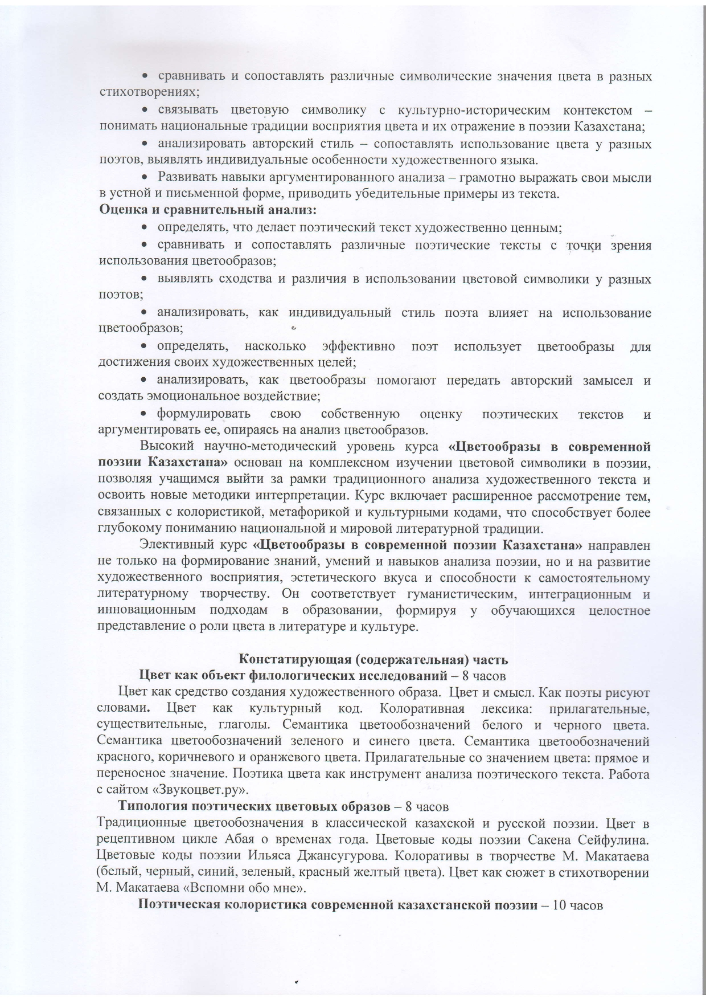 • сравнивать и сопоставлять различные символические значения цвета в разных
стихотворениях;
• связывать цветовую символику с культурно-историческим контекстом –
понимать национальные традиции восприятия цвета и их отражение в поэзии Казахстана;
• анализировать авторский стиль – сопоставлять использование цвета у разных
поэтов, выявлять индивидуальные особенности художественного языка.
• Развивать навыки аргументированного анализа – грамотно выражать свои мысли
в устной и письменной форме, приводить убедительные примеры из текста.
Оценка и сравнительный анализ:
• определять, что делает поэтический текст художественно ценным;
• сравнивать и сопоставлять различные поэтические тексты с точки зрения
использования цветообразов;
• выявлять сходства и различия в использовании цветовой символики у разных
поэтов;
• анализировать, как индивидуальный стиль поэта влияет на использование
цветообразов;
• определять, насколько эффективно поэт использует цветообразы для
достижения своих художественных целей;
• анализировать, как цветообразы помогают передать авторский замысел и
создать эмоциональное воздействие;
• формулировать свою собственную оценку поэтических текстов и
аргументировать ее, опираясь на анализ цветообразов.
Высокий научно-методический уровень курса «Цветообразы в современной
поэзии Казахстана» основан на комплексном изучении цветовой символики в поэзии,
позволяя учащимся выйти за рамки традиционного анализа художественного текста и
освоить новые методики интерпретации. Курс включает расширенное рассмотрение тем,
связанных с колористикой, метафорикой и культурными кодами, что способствует более
глубокому пониманию национальной и мировой литературной традиции.
Элективный курс «Цветообразы в современной поэзии Казахстана» направлен
не только на формирование знаний, умений и навыков анализа поэзии, но и на развитие
художественного восприятия, эстетического вкуса и способности к самостоятельному
литературному творчеству. Он соответствует гуманистическим, интеграционным и
инновационным подходам в образовании, формируя у обучающихся целостное
представление о роли цвета в литературе и культуре.
Констатирующая (содержательная) часть
Цвет как объект филологических исследований – 8 часов
Цвет как средство создания художественного образа. Цвет и смысл. Как поэты рисуют
словами. Цвет как культурный код. Колоративная лексика: прилагательные,
существительные, глаголы. Семантика цветообозначений белого и черного цвета.
Семантика цветообозначений зеленого и синего цвета. Семантика цветообозначений
красного, коричневого и оранжевого цвета. Прилагательные со значением цвета: прямое и
переносное значение. Поэтика цвета как инструмент анализа поэтического текста. Работа
с сайтом «Звукоцвет.ру».
Типология поэтических цветовых образов – 8 часов
Традиционные цветообозначения в классической казахской и русской поэзии. Цвет в
рецептивном цикле Абая о временах года. Цветовые коды поэзии Сакена Сейфулина.
Цветовые коды поэзии Ильяса Джансугурова. Колоративы в творчестве М. Макатаева
(белый, черный, синий, зеленый, красный желтый цвета). Цвет как сюжет в стихотворении
М. Макатаева «Вспомни обо мне».
Поэтическая колористика современной казахстанской поэзии – 10 часов